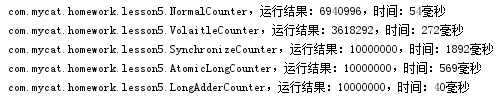 com.mycat.homework.lesson5.NormalCounter，运行结果：6940996，时间：54毫秒
com.mycat.homework.lesson5.VolaitleCounter，运行结果：3618292，时间：272毫秒
com.mycat.homework.lesson5.SynchronizeCounter，运行结果：10000000，时间：1892毫秒
com.mycat.homework.lesson5.AtomicLongCounter，运行结果：10000000，时间：569毫秒
com.mycat.homework.lesson5.LongAdderCounter，运行结果：10000000，时间：40毫秒